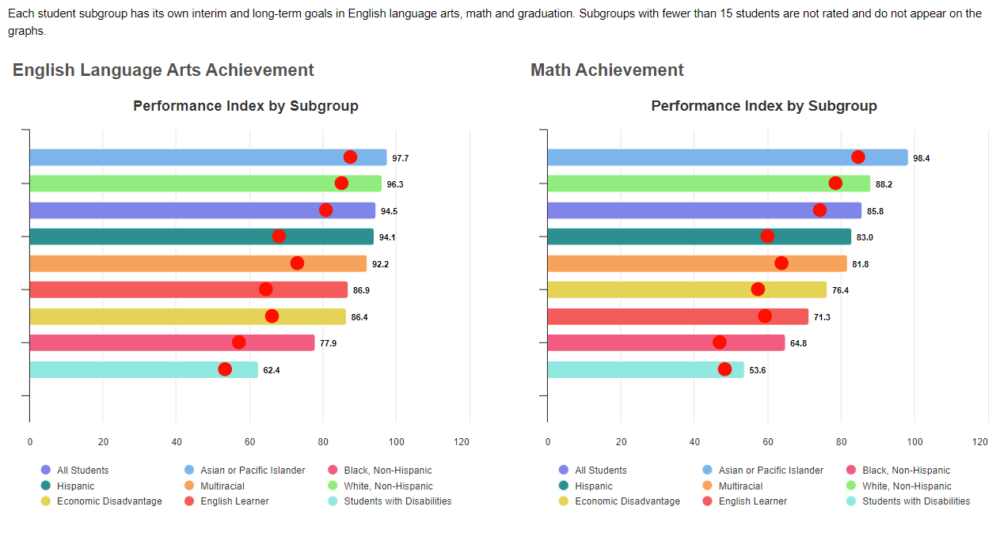 Each student subgroup has its own interim and long-term goals in English language arts, math and graduation. Subgroups with fewer than 15 students are not rated and do not appear on the
graphs.
English Language Arts Achievement
Performance Index by Subgroup
97.7
96.3
94.5
94.1
92.2
86.9
86.4
77.9
62.4
0 20 40 60 80 100 120
All Students Asian or Pacific Islander Black, Non-Hispanic
Hispanic Multiracial White, Non-Hispanic
Economic Disadvantage English Learner Students with Disabilities
Math Achievement
Performance Index by Subgroup
98.4
88.2
85.8
83.0
81.8
76.4
71.3
64.8
53.6
0 20 40 60 80 100 120
All Students Asian or Pacific Islander Black, Non-Hispanic
Hispanic Multiracial White, Non-Hispanic
Economic Disadvantage English Learner Students with Disabilities